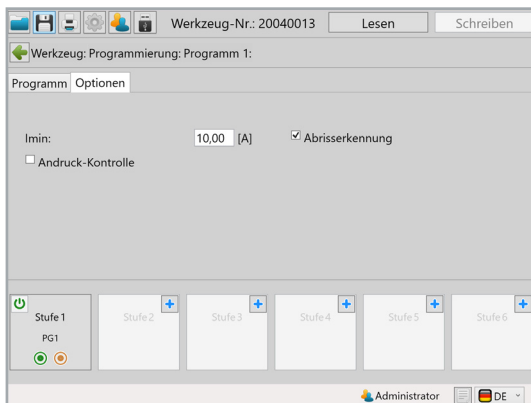 Werkzeug-Nr.: 20040013 Lesen Schreiben
Werkzeug: Programmierung: Programm 1:
Programm Optionen
Imin: 10,00 [A] Abrisserkennung
Andruck-Kontrolle
Stufe 1 Stufe 2 Stufe 3 Stufe 4 Stufe 5 Stufe 6
PG1
Administrator DE